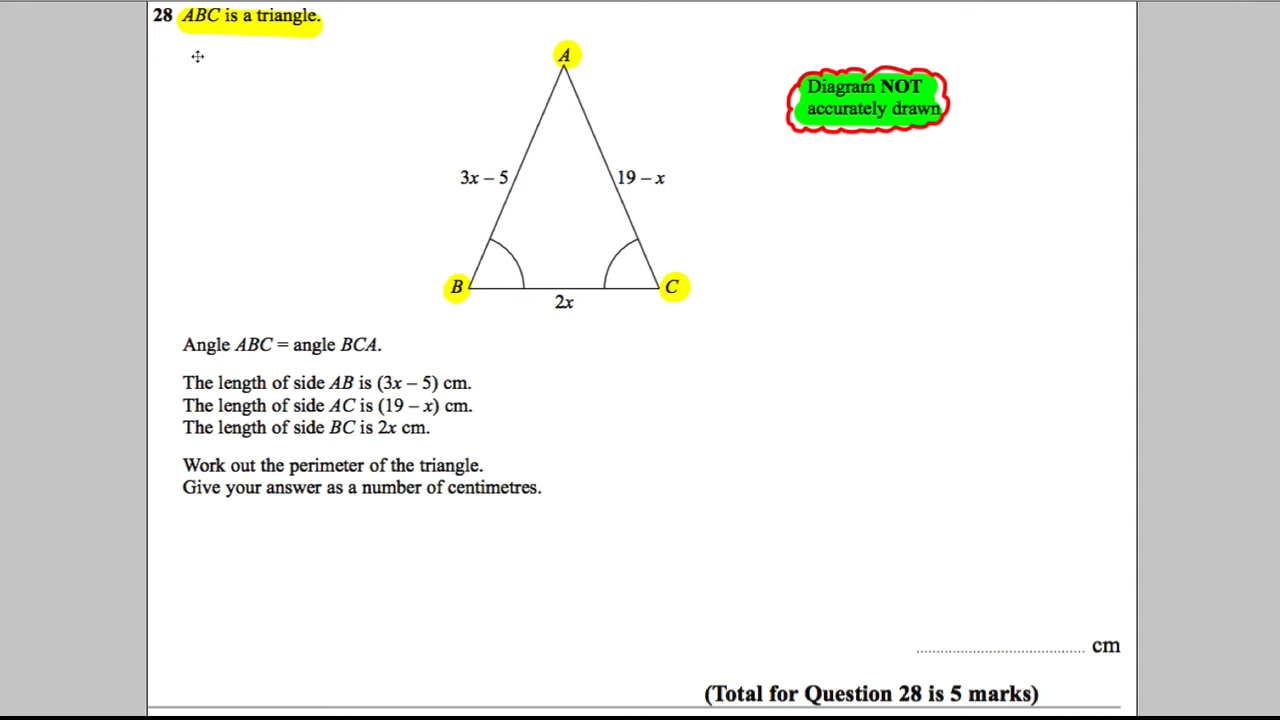 28 ABC is a triangle.
A
Diagram NOT
accurately drawn
3x – 5
19 – x
B
C
2x
Angle ABC = angle BCA.
The length of side AB is (3x – 5) cm.
The length of side AC is (19 – x) cm.
The length of side BC is 2x cm.
Work out the perimeter of the triangle.
Give your answer as a number of centimetres.
.......................................... cm
(Total for Question 28 is 5 marks)